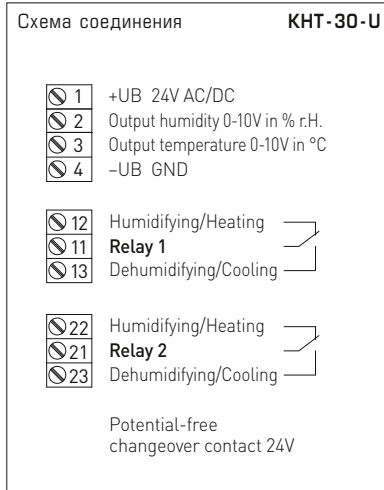 Схема соединения KHT-30-U
1 +UB 24V AC/DC
2 Output humidity 0-10V in % r.H.
3 Output temperature 0-10V in °C
4 –UB GND
12 Humidifying/Heating
11 Relay 1
13 Dehumidifying/Cooling
22 Humidifying/Heating
21 Relay 2
23 Dehumidifying/Cooling
Potential-free
changeover contact 24V